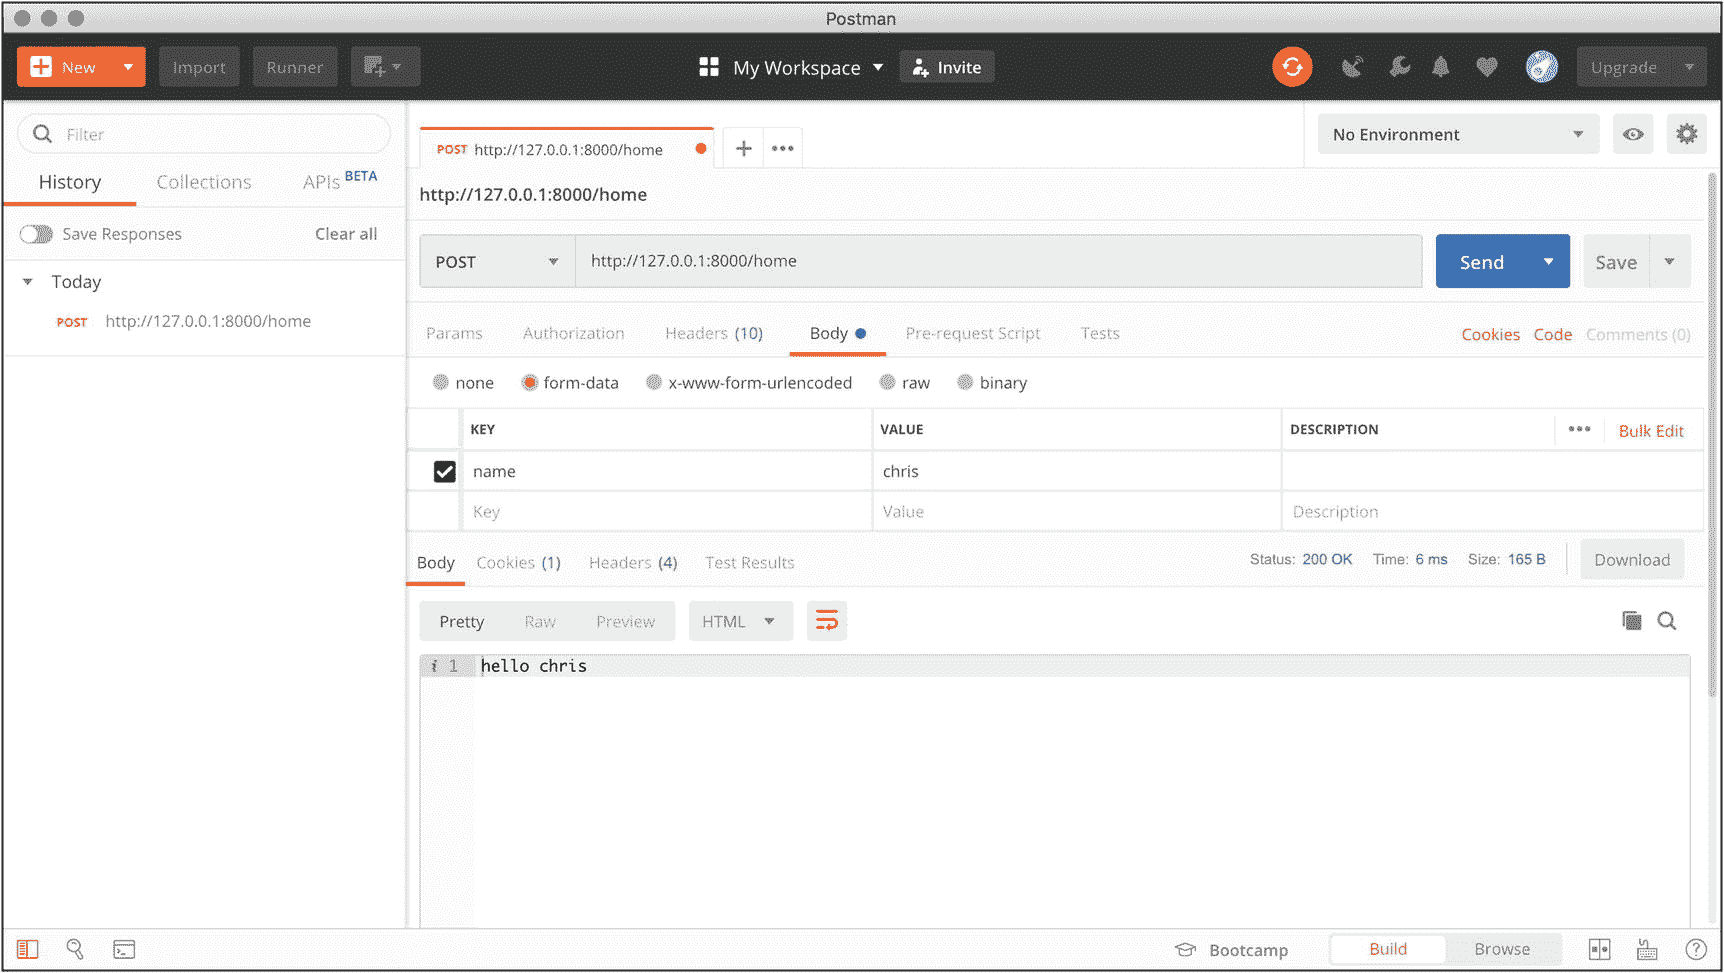 Postman
New Import Runner My Workspace Invite Upgrade
Filter
History Collections APIs BETA
Save Responses Clear all
Today
POST http://127.0.0.1:8000/home
POST http://127.0.0.1:8000/home + •••
No Environment
http://127.0.0.1:8000/home
POST http://127.0.0.1:8000/home Send Save
Params Authorization Headers (10) Body Pre-request Script Tests Cookies Code Comments (0)
none form-data x-www-form-urlencoded raw binary
KEY VALUE DESCRIPTION ••• Bulk Edit
name chris
Key Value Description
Body Cookies (1) Headers (4) Test Results Status: 200 OK Time: 6 ms Size: 165 B Download
Pretty Raw Preview HTML
i 1 hello chris
Bootcamp Build Browse ?